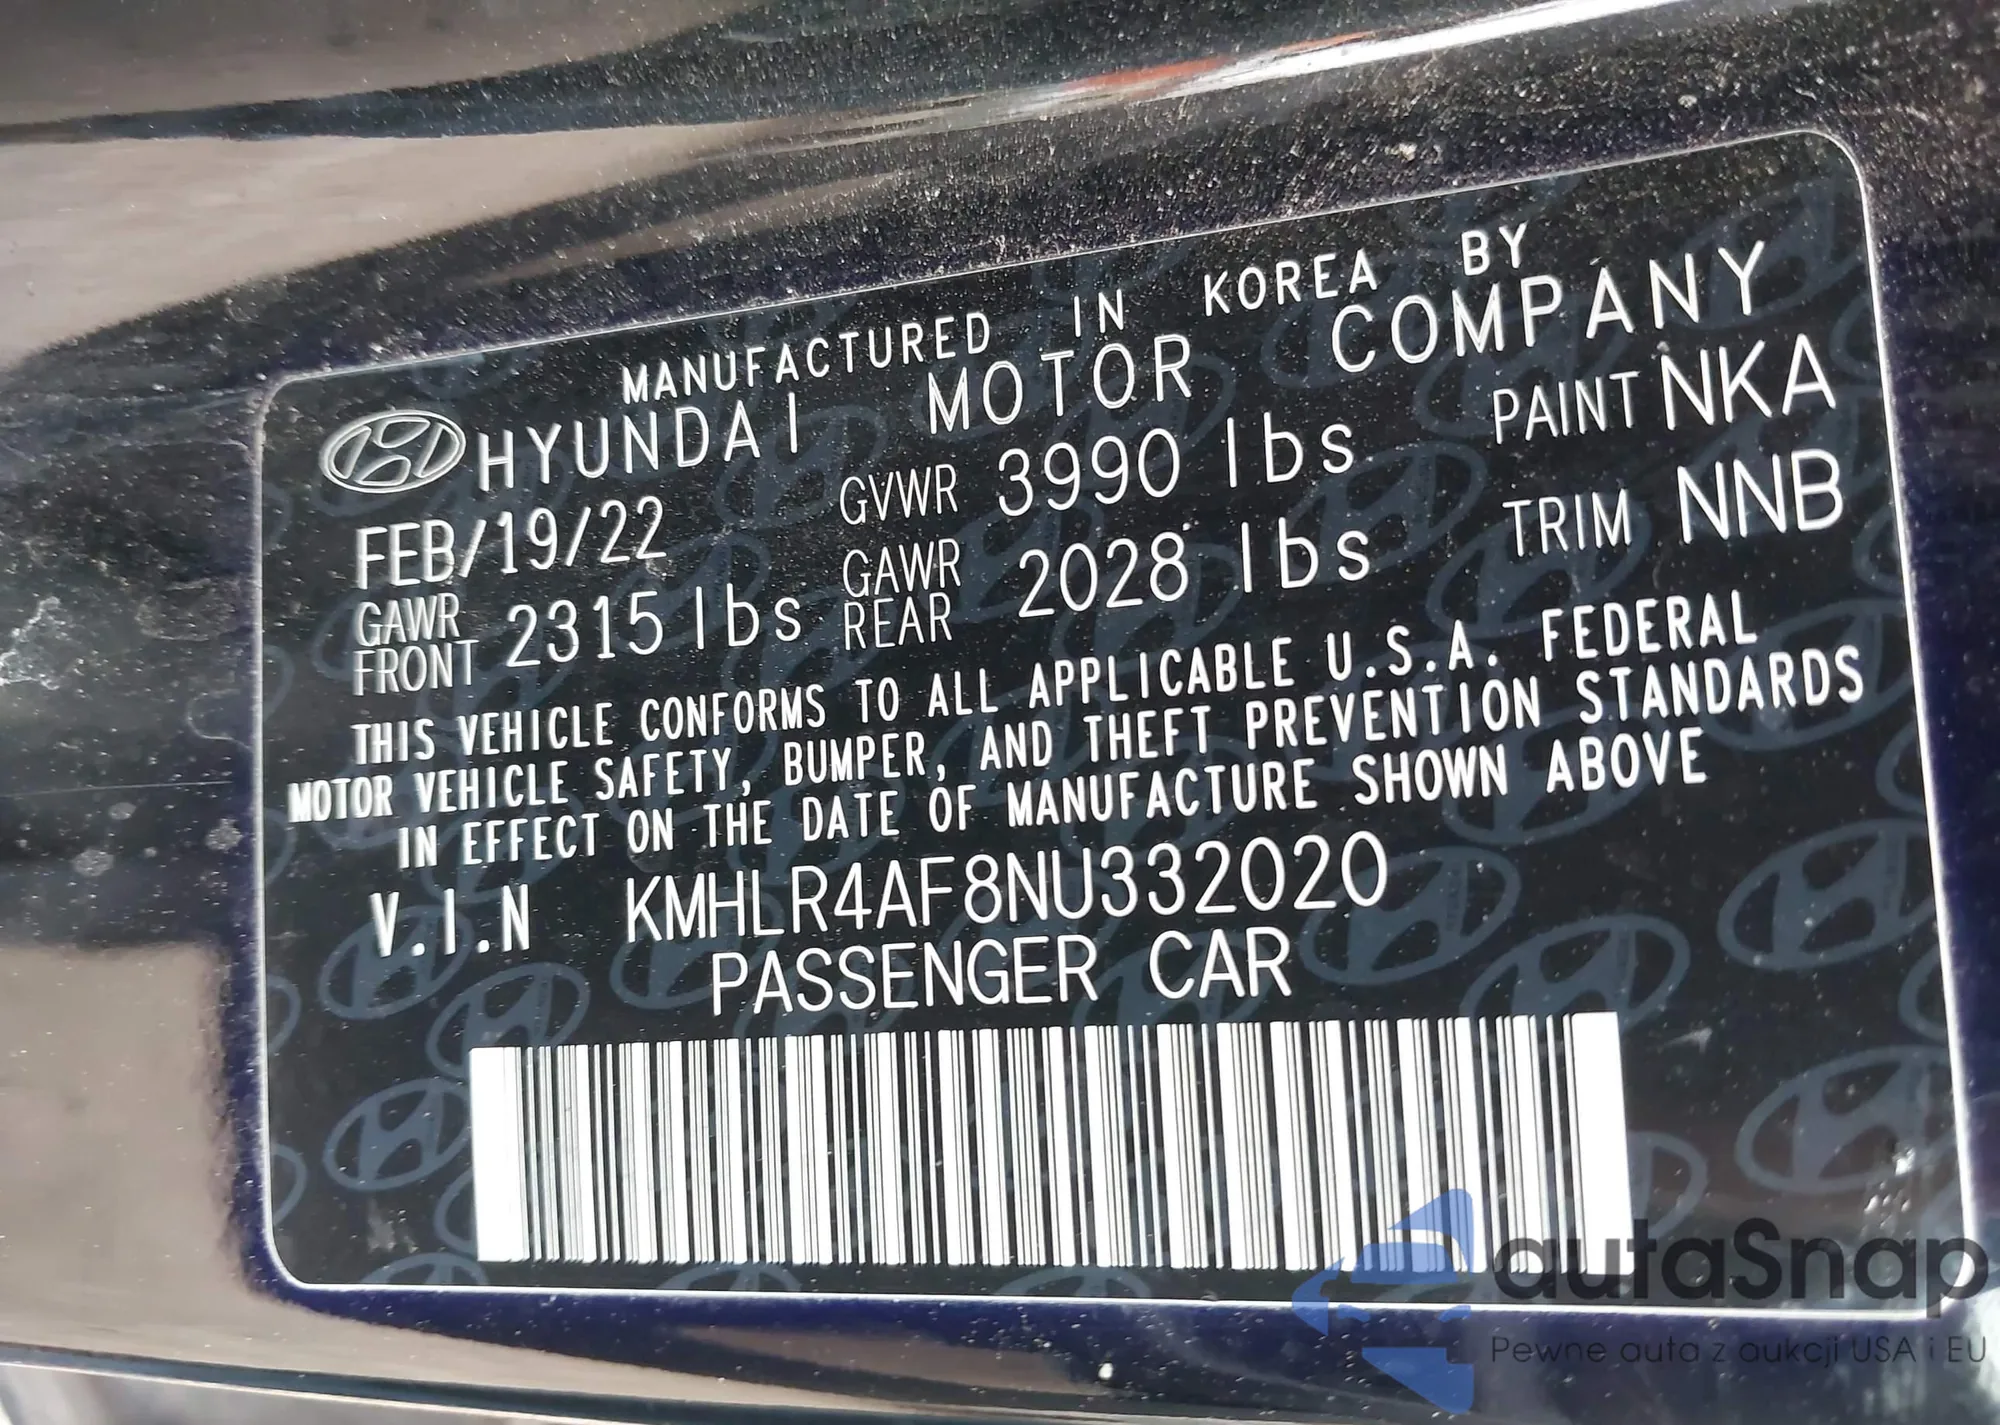 MANUFACTURED IN KOREA BY
HYUNDAI MOTOR COMPANY
FEB/19/22 GVWR 3990 lbs PAINT NKA
GAWR FRONT 2315 lbs GAWR REAR 2028 lbs TRIM NNB
THIS VEHICLE CONFORMS TO ALL APPLICABLE U.S.A. FEDERAL
MOTOR VEHICLE SAFETY, BUMPER, AND THEFT PREVENTION STANDARDS
IN EFFECT ON THE DATE OF MANUFACTURE SHOWN ABOVE
V.I.N KMHLR4AF8NU332020
PASSENGER CAR
autaSnap
Pewne auta z aukcji USA i EU